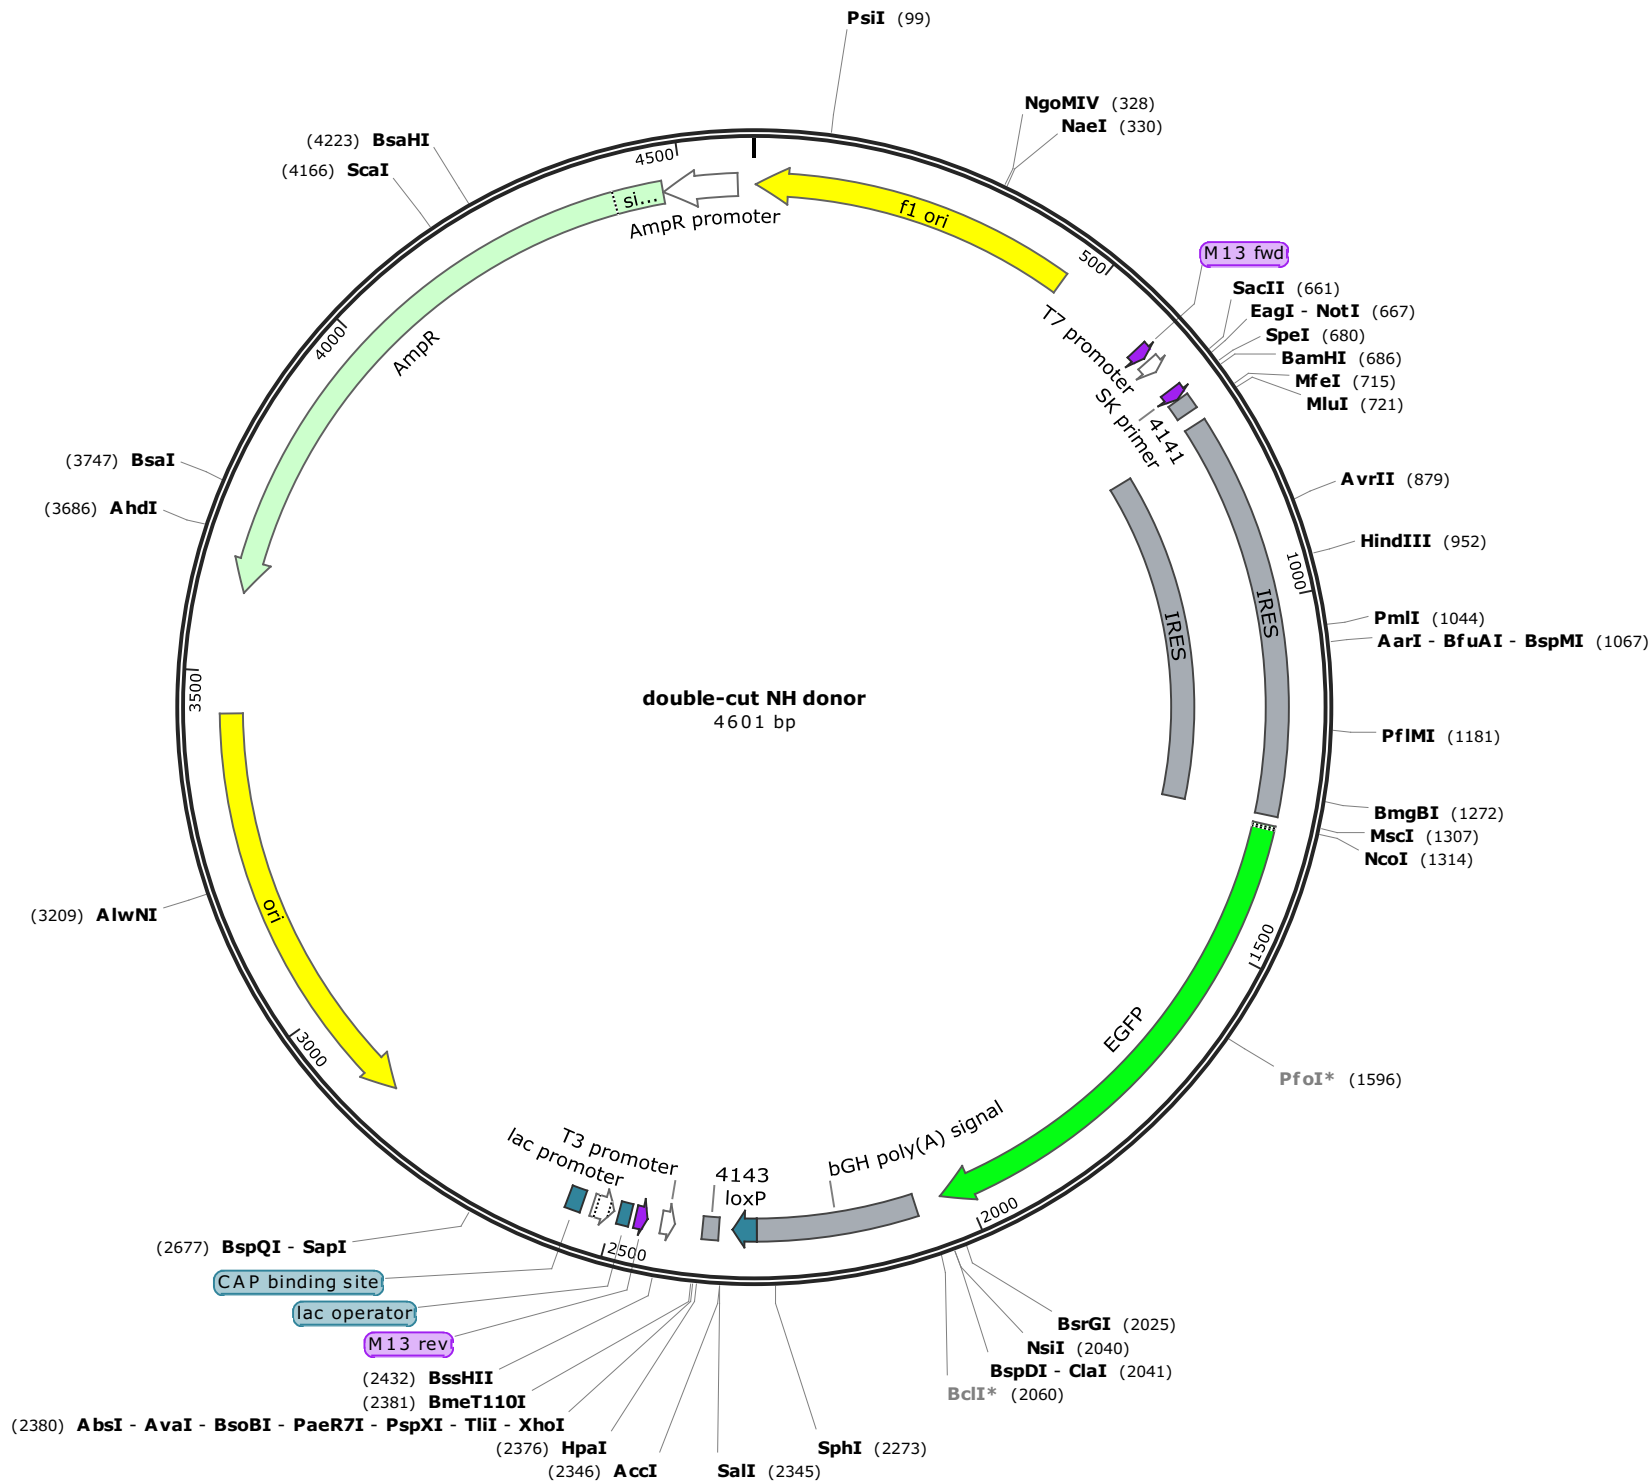 PsiI (99)
NgoMIV (328)
NaeI (330)
(4223) BsaHI
(4166) ScaI
4500
si...
AmpR promoter
f1 ori
500
M13 fwd
SacII (661)
EagI - NotI (667)
SpeI (680)
BamHI (686)
MfeI (715)
MluI (721)
T7 promoter
SK primer
4141
4000
AmpR
(3747) BsaI
(3686) AhdI
AvrII (879)
HindIII (952)
1000
IRES
IRES
PmlI (1044)
AarI - BfuAI - BspMI (1067)
3500
double-cut NH donor
4601 bp
PflMI (1181)
BmgBI (1272)
MscI (1307)
NcoI (1314)
(3209) AlwNI
ori
1500
EGFP
3000
PfoI* (1596)
bGH poly(A) signal
T3 promoter
lac promoter
4143
loxP
2000
2500
(2677) BspQI - SapI
CAP binding site
lac operator
M13 rev
BsrGI (2025)
NsiI (2040)
BspDI - ClaI (2041)
BclI* (2060)
(2432) BssHII
(2381) BmeT110I
(2380) AbsI - AvaI - BsoBI - PaeR7I - PspXI - TliI - XhoI
(2376) HpaI
(2346) AccI
SalI (2345)
SphI (2273)